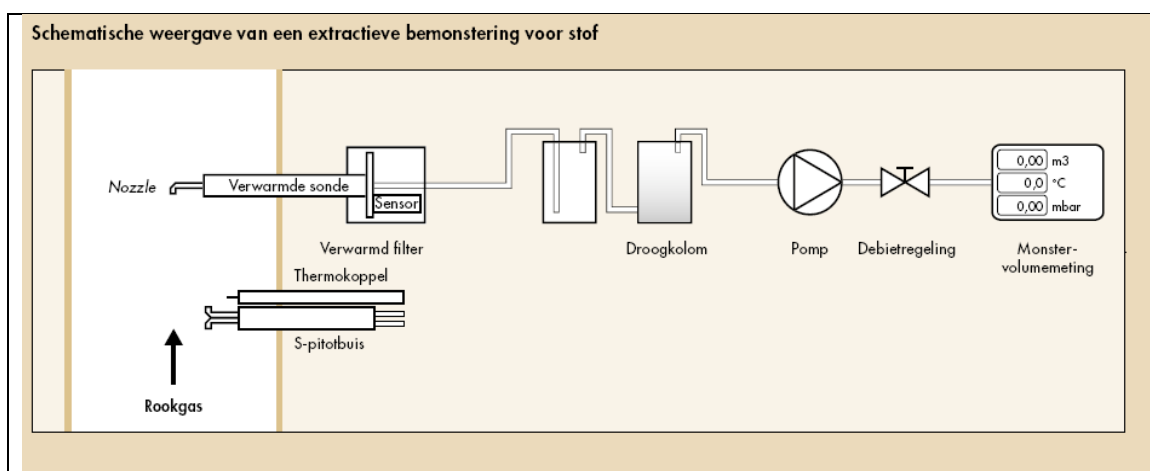 Schematische weergave van een extractieve bemonstering voor stof
Nozzle
Verwarmde sonde
Sensor
0,00 m3
0,0 °C
0,00 mbar
Verwarmd filter
Droogkolom
Pomp
Debietregeling
Monster-
volumemeting
Thermokoppel
S-pitotbuis
Rookgas